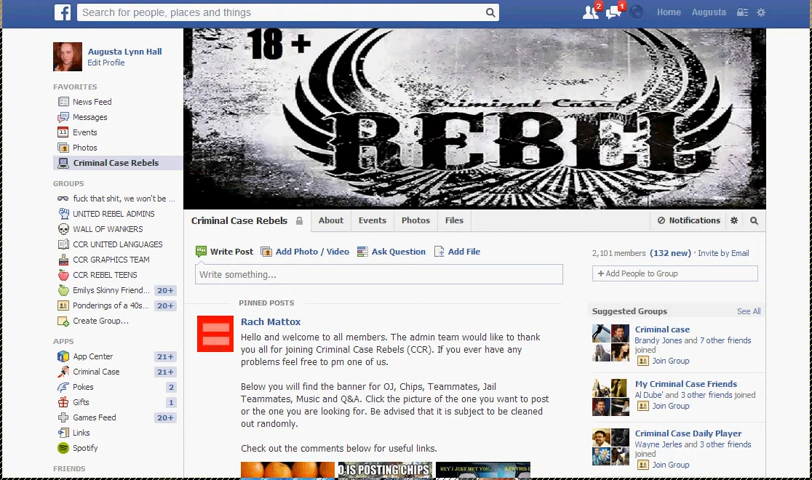 Search for people, places and things
2
1
Home
Augusta
18 +
Criminal Case
REBEL
Augusta Lynn Hall
Edit Profile
FAVORITES
News Feed
Messages
Events
Photos
Criminal Case Rebels
GROUPS
fuck that shit, we won't be ...
UNITED REBEL ADMINS
WALL OF WANKERS
CCR UNITED LANGUAGES
CCR GRAPHICS TEAM
CCR REBEL TEENS
Emilys Skinny Friend... 20+
Ponderings of a 40s... 20+
Create Group...
APPS
App Center 21+
Criminal Case 21+
Pokes 2
Gifts 1
Games Feed 20+
Links
Spotify
FRIENDS
Criminal Case Rebels
About
Events
Photos
Files
Notifications
Write Post
Add Photo / Video
Ask Question
Add File
Write something...
PINNED POSTS
Rach Mattox
Hello and welcome to all members. The admin team would like to thank
you all for joining Criminal Case Rebels (CCR). If you ever have any
problems feel free to pm one of us.
Below you will find the banner for OJ, Chips, Teammates, Jail
Teammates, Music and Q&A. Click the picture of the one you want to post
or the one you are looking for. Be advised that it is subject to be cleaned
out randomly.
Check out the comments below for useful links.
O IS POSTING CHIPS
HEY I JUST MET YOU...
2,101 members (132 new) · Invite by Email
+ Add People to Group
Suggested Groups
See All
Criminal case
Brandy Jones and 7 other friends
joined
Join Group
My Criminal Case Friends
Al Dube' and 3 other friends joined
Join Group
Criminal Case Daily Player
Wayne Jerles and 3 other friends
joined
Join Group